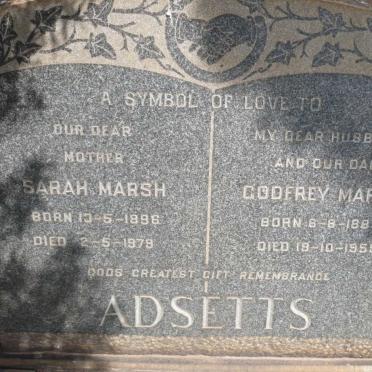 A SYMBOL OF LOVE TO
OUR DEAR
MOTHER
SARAH MARSH
BORN 13-5-1896
DIED 2-5-1979
MY DEAR HUSB
AND OUR DA
GODFREY MAR
BORN 6-8-188
DIED 19-10-195
GODS GREATEST GIFT REMEMBRANCE
ADSETTS